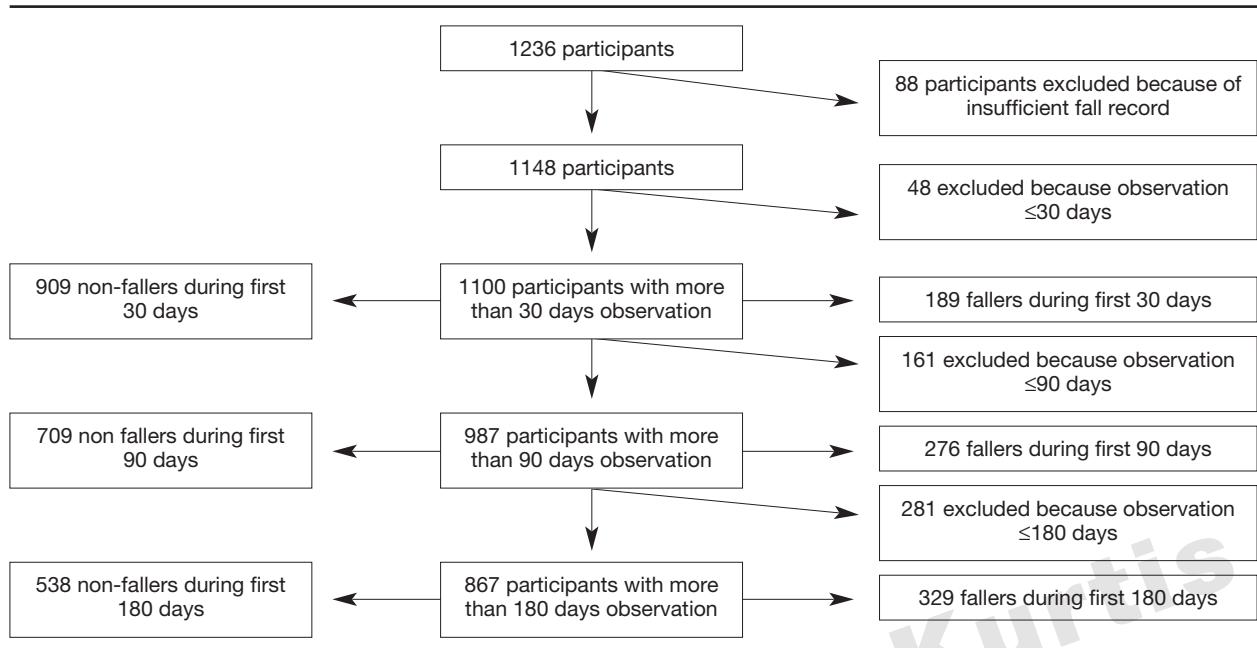 1236 participants
88 participants excluded because of
insufficient fall record
1148 participants
48 excluded because observation
≤30 days
909 non-fallers during first
30 days
1100 participants with more
than 30 days observation
189 fallers during first 30 days
161 excluded because observation
≤90 days
709 non fallers during first
90 days
987 participants with more
than 90 days observation
276 fallers during first 90 days
281 excluded because observation
≤180 days
538 non-fallers during first
180 days
867 participants with more
than 180 days observation
329 fallers during first 180 days
Kurtis